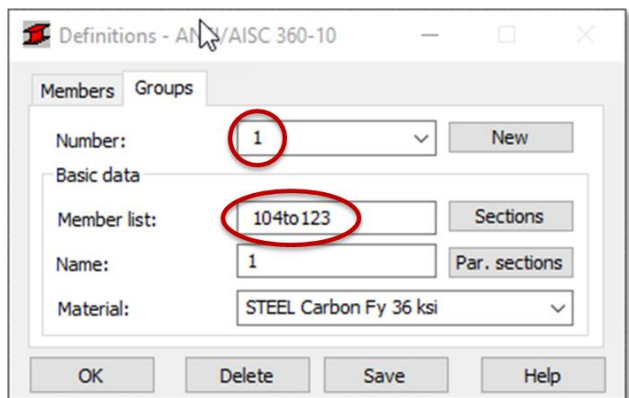 Definitions - ANSI/AISC 360-10
Members Groups
Number: 1 New
Basic data
Member list: 104to123 Sections
Name: 1 Par. sections
Material: STEEL Carbon Fy 36 ksi
OK Delete Save Help